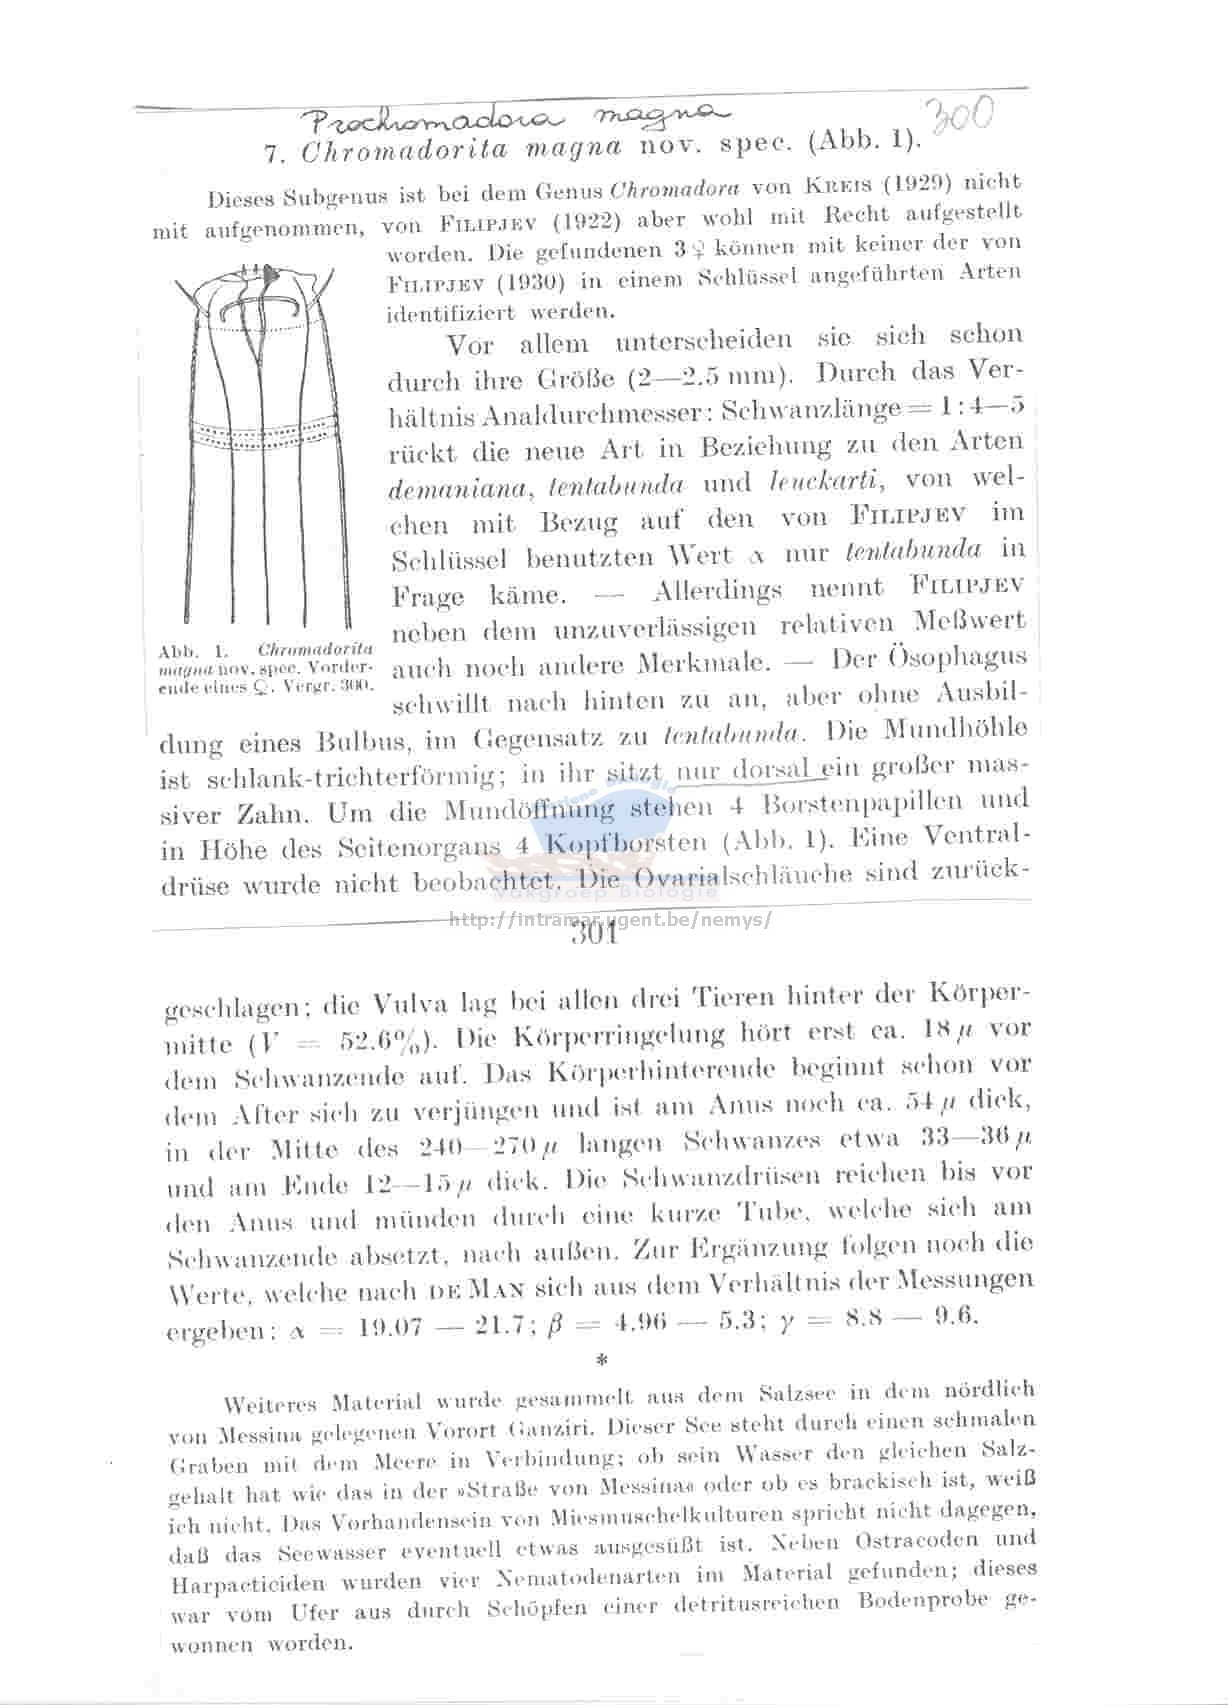 Prochromadora magna
300
7. Chromadorita magna nov. spec. (Abb. 1).
Dieses Subgenus ist bei dem Genus Chromadora von KREIS (1929) nicht
mit aufgenommen, von FILIPJEV (1922) aber wohl mit Recht aufgestellt
worden. Die gefundenen 3 ♀ können mit keiner der von
FILIPJEV (1930) in einem Schlüssel angeführten Arten
identifiziert werden.
Vor allem unterscheiden sie sich schon
durch ihre Größe (2—2.5 mm). Durch das Ver-
hältnis Analdurchmesser: Schwanzlänge = 1:4—5
rückt die neue Art in Beziehung zu den Arten
demaniana, tentabunda und leuckarti, von wel-
chen mit Bezug auf den von FILIPJEV im
Schlüssel benutzten Wert α nur tentabunda in
Frage käme. — Allerdings nennt FILIPJEV
neben dem unzuverlässigen relativen Meßwert
auch noch andere Merkmale. — Der Ösophagus
schwillt nach hinten zu an, aber ohne Ausbil-
Abb. 1. Chromadorita
magna nov. spec. Vorder-
ende eines ♀. Vergr. 300.
dung eines Bulbus, im Gegensatz zu tentabunda. Die Mundhöhle
ist schlank-trichterförmig; in ihr sitzt nur dorsal ein großer mas-
siver Zahn. Um die Mundöffnung stehen 4 Borstenpapillen und
in Höhe des Seitenorgans 4 Kopfborsten (Abb. 1). Eine Ventral-
drüse wurde nicht beobachtet. Die Ovarialschläuche sind zurück-
Vakgroep Biologie
http://intramar.ugent.be/nemys/
301
geschlagen; die Vulva lag bei allen drei Tieren hinter der Körper-
mitte (V = 52.6%). Die Körperringelung hört erst ca. 18 μ vor
dem Schwanzende auf. Das Körperhinterende beginnt schon vor
dem After sich zu verjüngen und ist am Anus noch ca. 54 μ dick,
in der Mitte des 240—270 μ langen Schwanzes etwa 33—36 μ
und am Ende 12—15 μ dick. Die Schwanzdrüsen reichen bis vor
den Anus und münden durch eine kurze Tube, welche sich am
Schwanzende absetzt, nach außen. Zur Ergänzung folgen noch die
Werte, welche nach DE MAN sich aus dem Verhältnis der Messungen
ergeben: α = 19.07 — 21.7; β = 4.96 — 5.3; γ = 8.8 — 9.6.
*
Weiteres Material wurde gesammelt aus dem Salzsee in dem nördlich
von Messina gelegenen Vorort Ganziri. Dieser See steht durch einen schmalen
Graben mit dem Meere in Verbindung; ob sein Wasser den gleichen Salz-
gehalt hat wie das in der »Straße von Messina« oder ob es brackisch ist, weiß
ich nicht. Das Vorhandensein von Miesmuschelkulturen spricht nicht dagegen,
daß das Seewasser eventuell etwas ausgesüßt ist. Neben Ostracoden und
Harpacticiden wurden vier Nematodenarten im Material gefunden; dieses
war vom Ufer aus durch Schöpfen einer detritusreichen Bodenprobe ge-
wonnen worden.